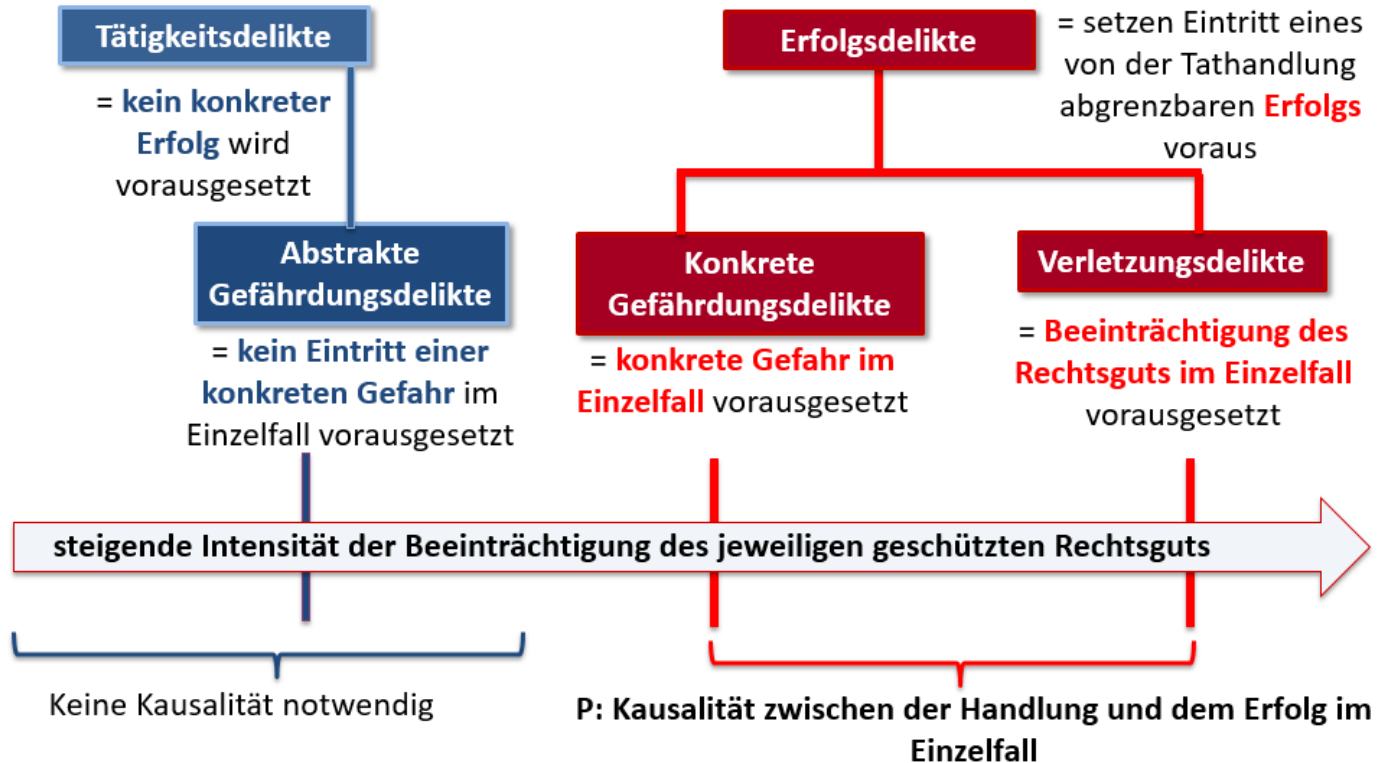 Tätigkeitsdelikte
= kein konkreter
Erfolg wird
vorausgesetzt
Abstrakte
Gefährdungsdelikte
= kein Eintritt einer
konkreten Gefahr im
Einzelfall vorausgesetzt
Erfolgsdelikte
= setzen Eintritt eines
von der Tathandlung
abgrenzbaren Erfolgs
voraus
Konkrete
Gefährdungsdelikte
= konkrete Gefahr im
Einzelfall vorausgesetzt
Verletzungsdelikte
= Beeinträchtigung des
Rechtsguts im Einzelfall
vorausgesetzt
steigende Intensität der Beeinträchtigung des jeweiligen geschützten Rechtsguts
Keine Kausalität notwendig
P: Kausalität zwischen der Handlung und dem Erfolg im
Einzelfall